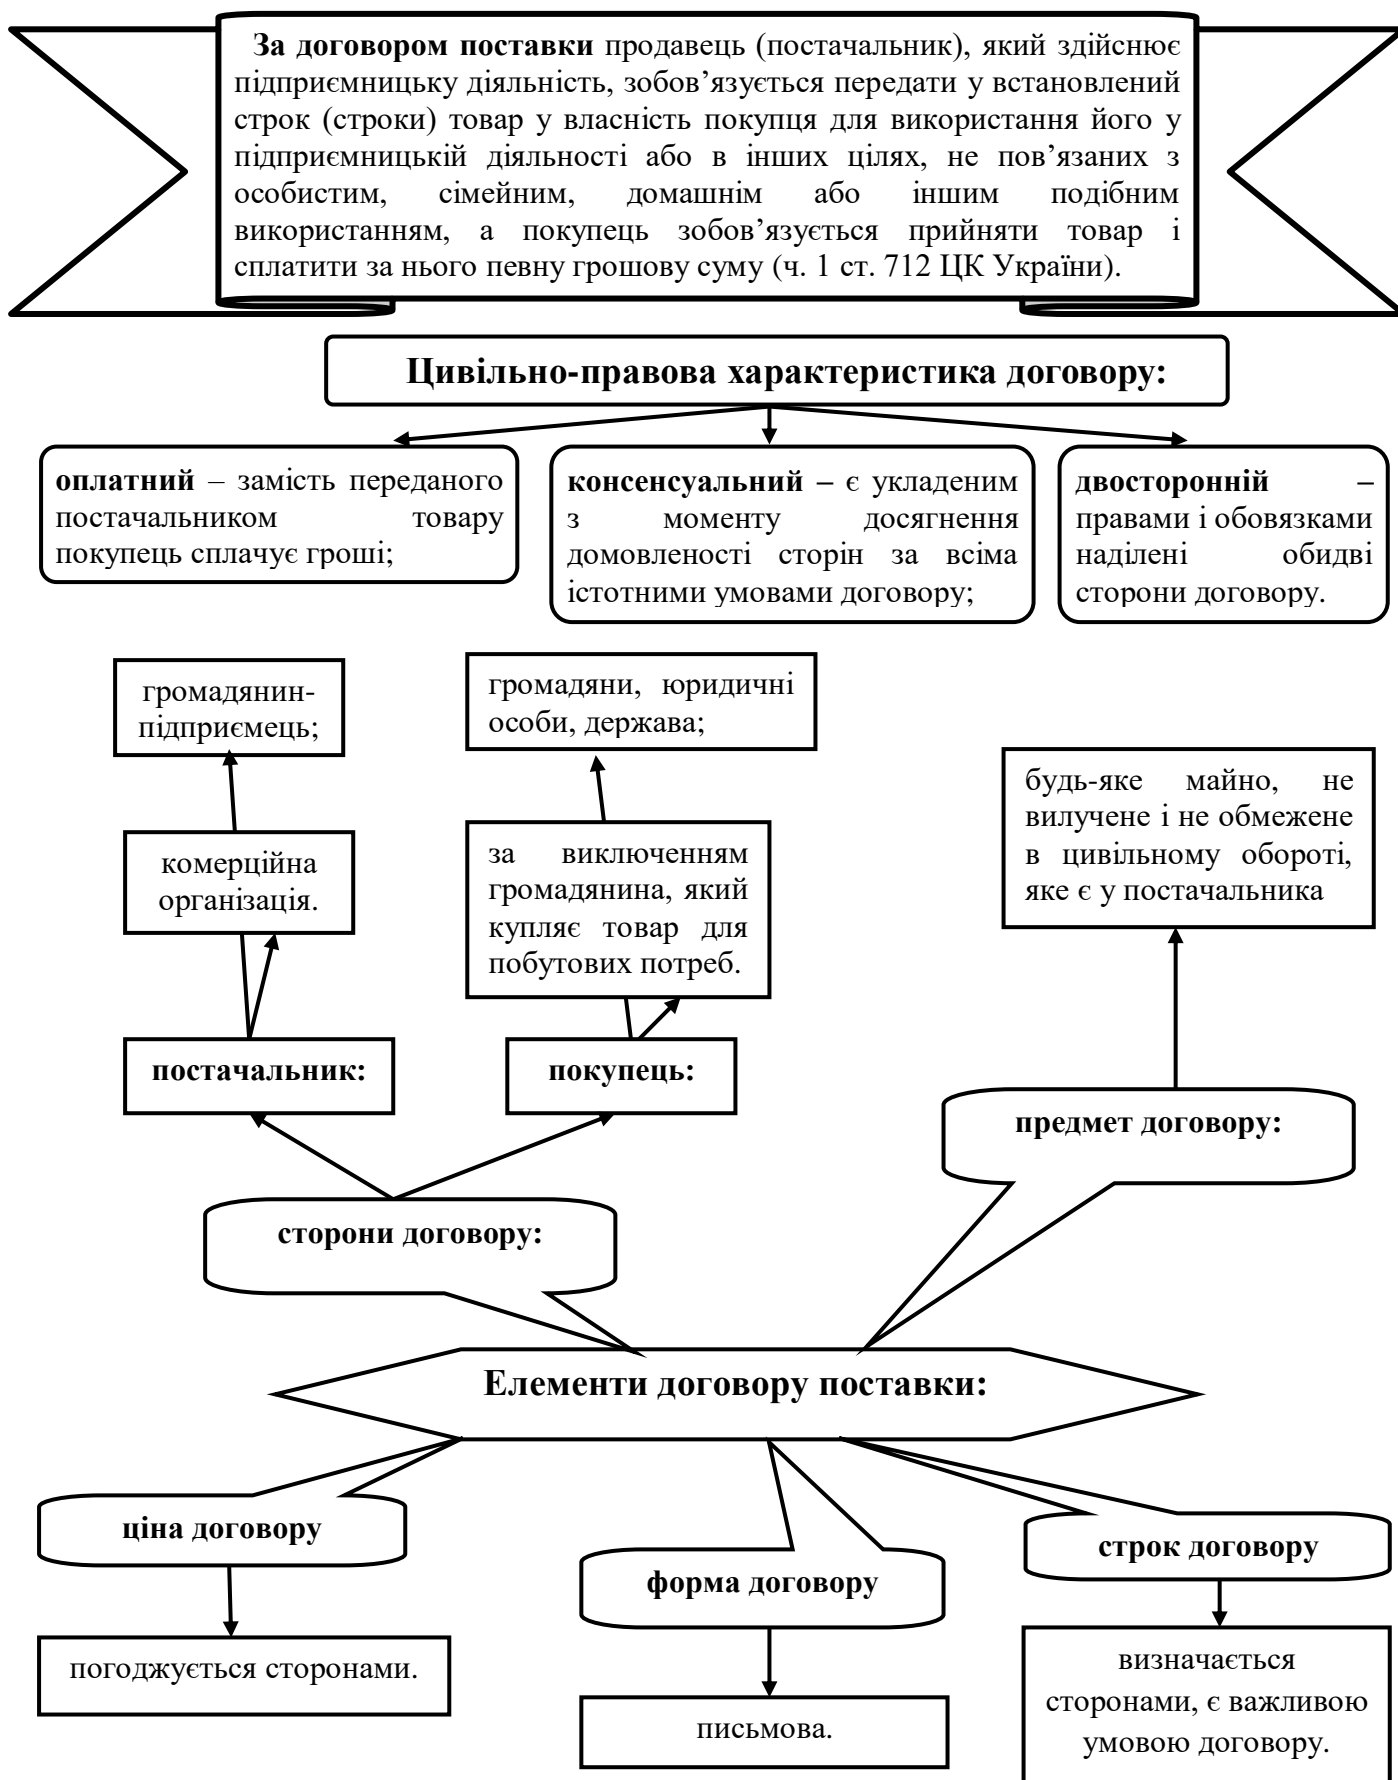 За договором поставки продавець (постачальник), який здійснює
підприємницьку діяльність, зобов’язується передати у встановлений
строк (строки) товар у власність покупця для використання його у
підприємницькій діяльності або в інших цілях, не пов’язаних з
особистим, сімейним, домашнім або іншим подібним
використанням, а покупець зобов’язується прийняти товар і
сплатити за нього певну грошову суму (ч. 1 ст. 712 ЦК України).
Цивільно-правова характеристика договору:
оплатний – замість переданого
постачальником товару
покупець сплачує гроші;
консенсуальний – є укладеним
з моменту досягнення
домовленості сторін за всіма
істотними умовами договору;
двосторонній –
правами і обовязками
наділені обидві
сторони договору.
громадянин-
підприємець;
громадяни, юридичні
особи, держава;
будь-яке майно, не
вилучене і не обмежене
в цивільному обороті,
яке є у постачальника
комерційна
організація.
за виключенням
громадянина, який
купляє товар для
побутових потреб.
постачальник:
покупець:
предмет договору:
сторони договору:
Елементи договору поставки:
ціна договору
форма договору
строк договору
погоджується сторонами.
письмова.
визначається
сторонами, є важливою
умовою договору.